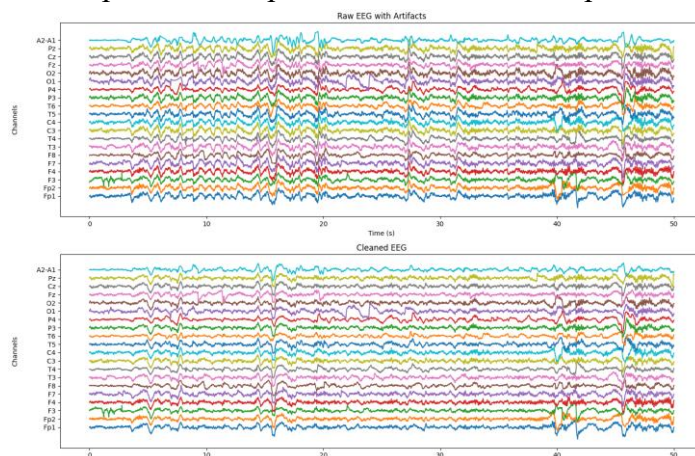 Raw EEG with Artifacts
Channels
A2-A1
Pz
Cz
Fz
O2
O1
P4
P3
T6
T5
C4
C3
T4
T3
F8
F7
F4
F3
Fp2
Fp1
0 10 20 30 40 50
Time (s)
Cleaned EEG
Channels
A2-A1
Pz
Cz
Fz
O2
O1
P4
P3
T6
T5
C4
C3
T4
T3
F8
F7
F4
F3
Fp2
Fp1
0 10 20 30 40 50